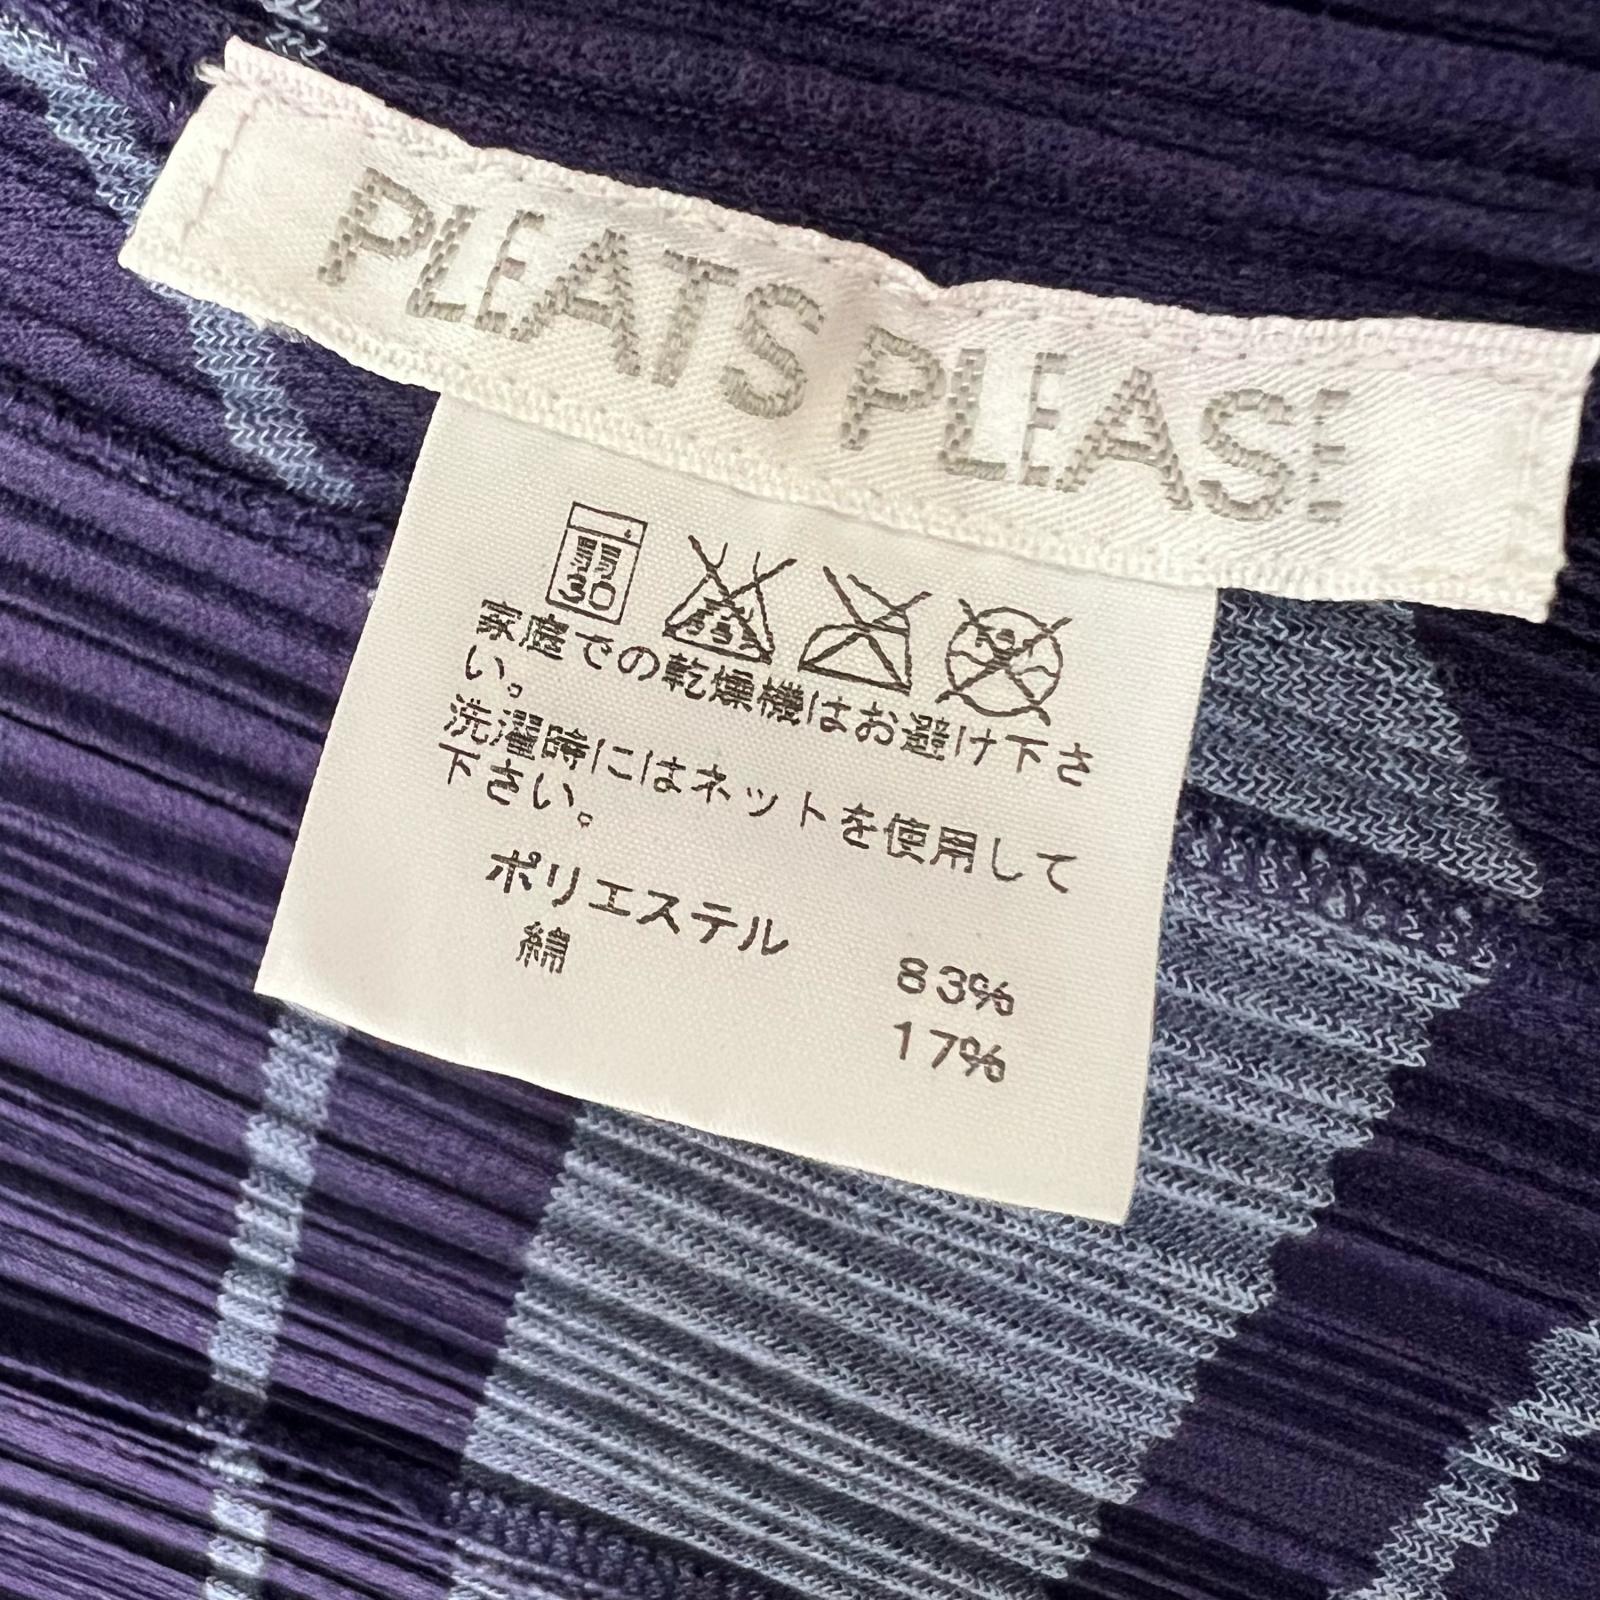 PLEATS PLEASE
弱 30
家庭での乾燥機はお避け下さ
い。
洗濯時にはネットを使用して
下さい。
ポリエステル 83%
綿 17%